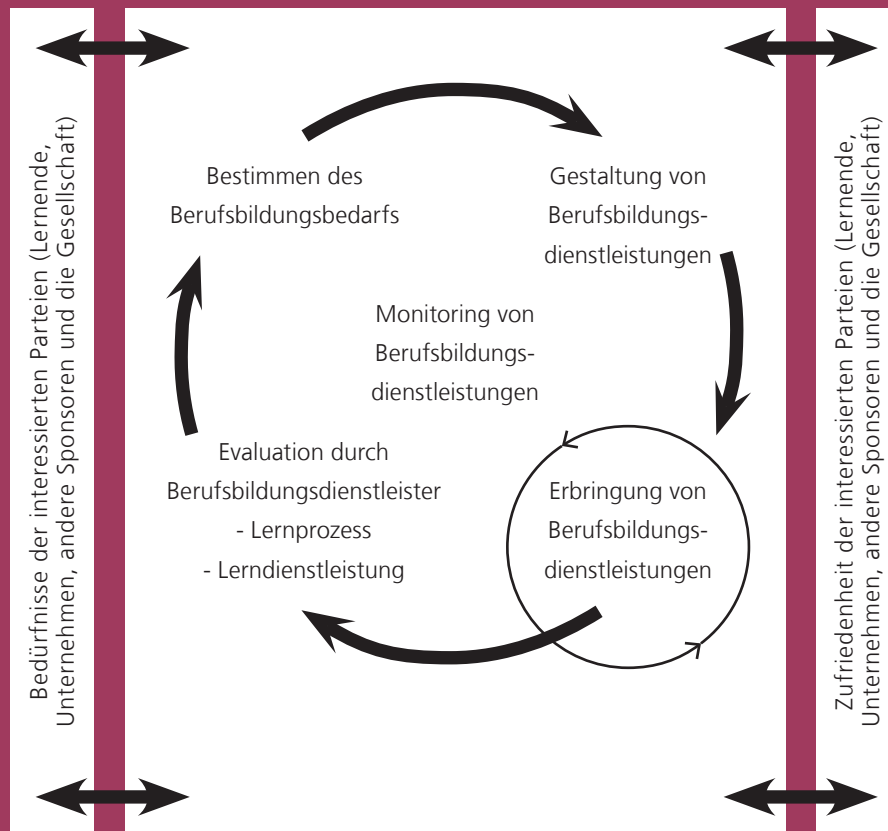 Bedürfnisse der interessierten Parteien (Lernende,
Unternehmen, andere Sponsoren und die Gesellschaft)
Bestimmen des
Berufsbildungsbedarfs
Gestaltung von
Berufsbildungs-
dienstleistungen
Monitoring von
Berufsbildungs-
dienstleistungen
Evaluation durch
Berufsbildungsdienstleister
- Lernprozess
- Lerndienstleistung
Erbringung von
Berufsbildungs-
dienstleistungen
Zufriedenheit der interessierten Parteien (Lernende,
Unternehmen, andere Sponsoren und die Gesellschaft)